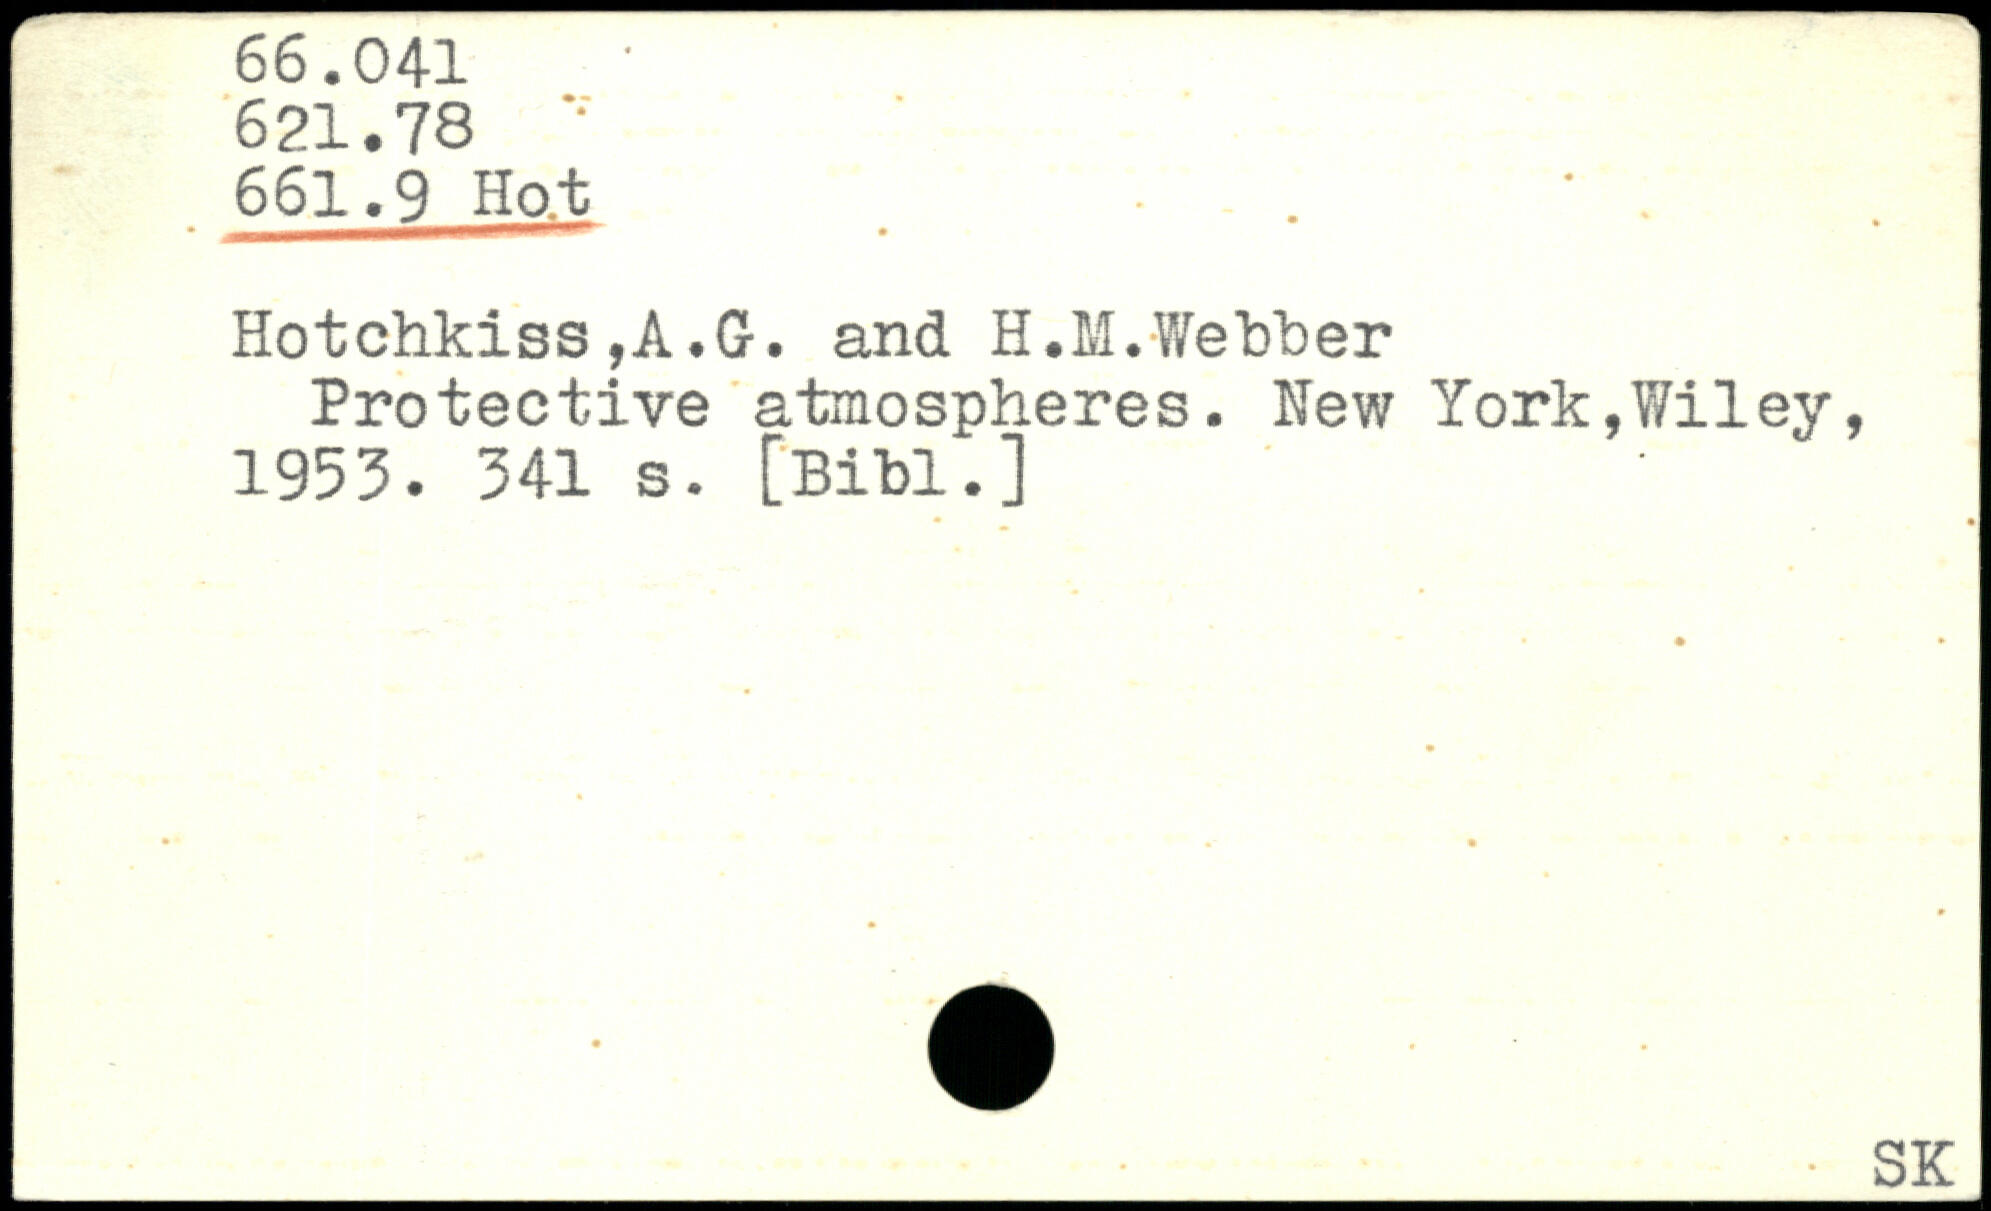 66.041
621.78
661.9 Hot
Hotchkiss,A.G. and H.M.Webber
Protective atmospheres. New York,Wiley,
1953. 341 s. [Bibl.]
SK